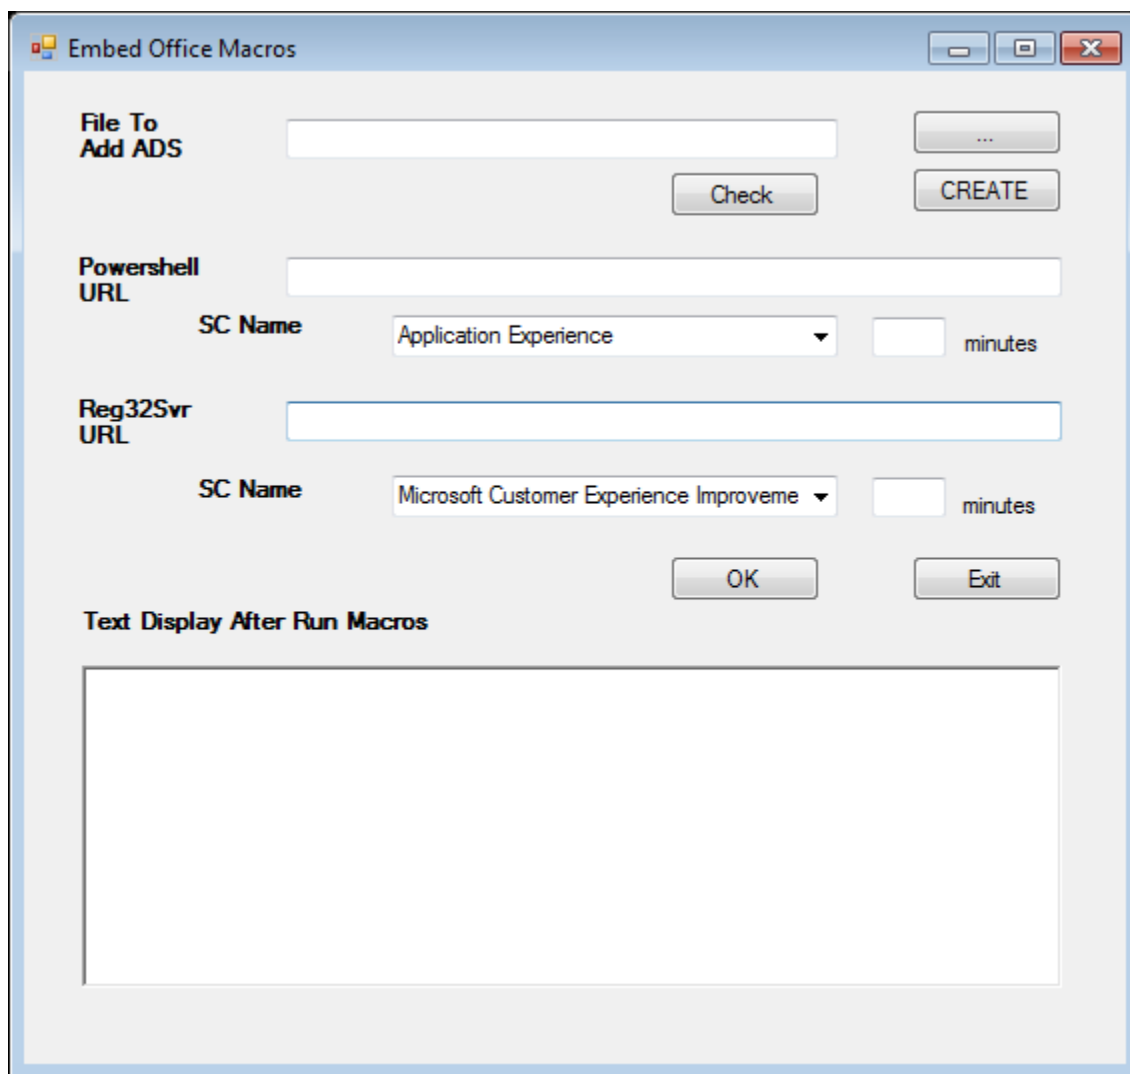 Embed Office Macros
File To
Add ADS
...
Check
CREATE
Powershell
URL
SC Name
Application Experience
minutes
Reg32Svr
URL
SC Name
Microsoft Customer Experience Improveme
minutes
OK
Exit
Text Display After Run Macros